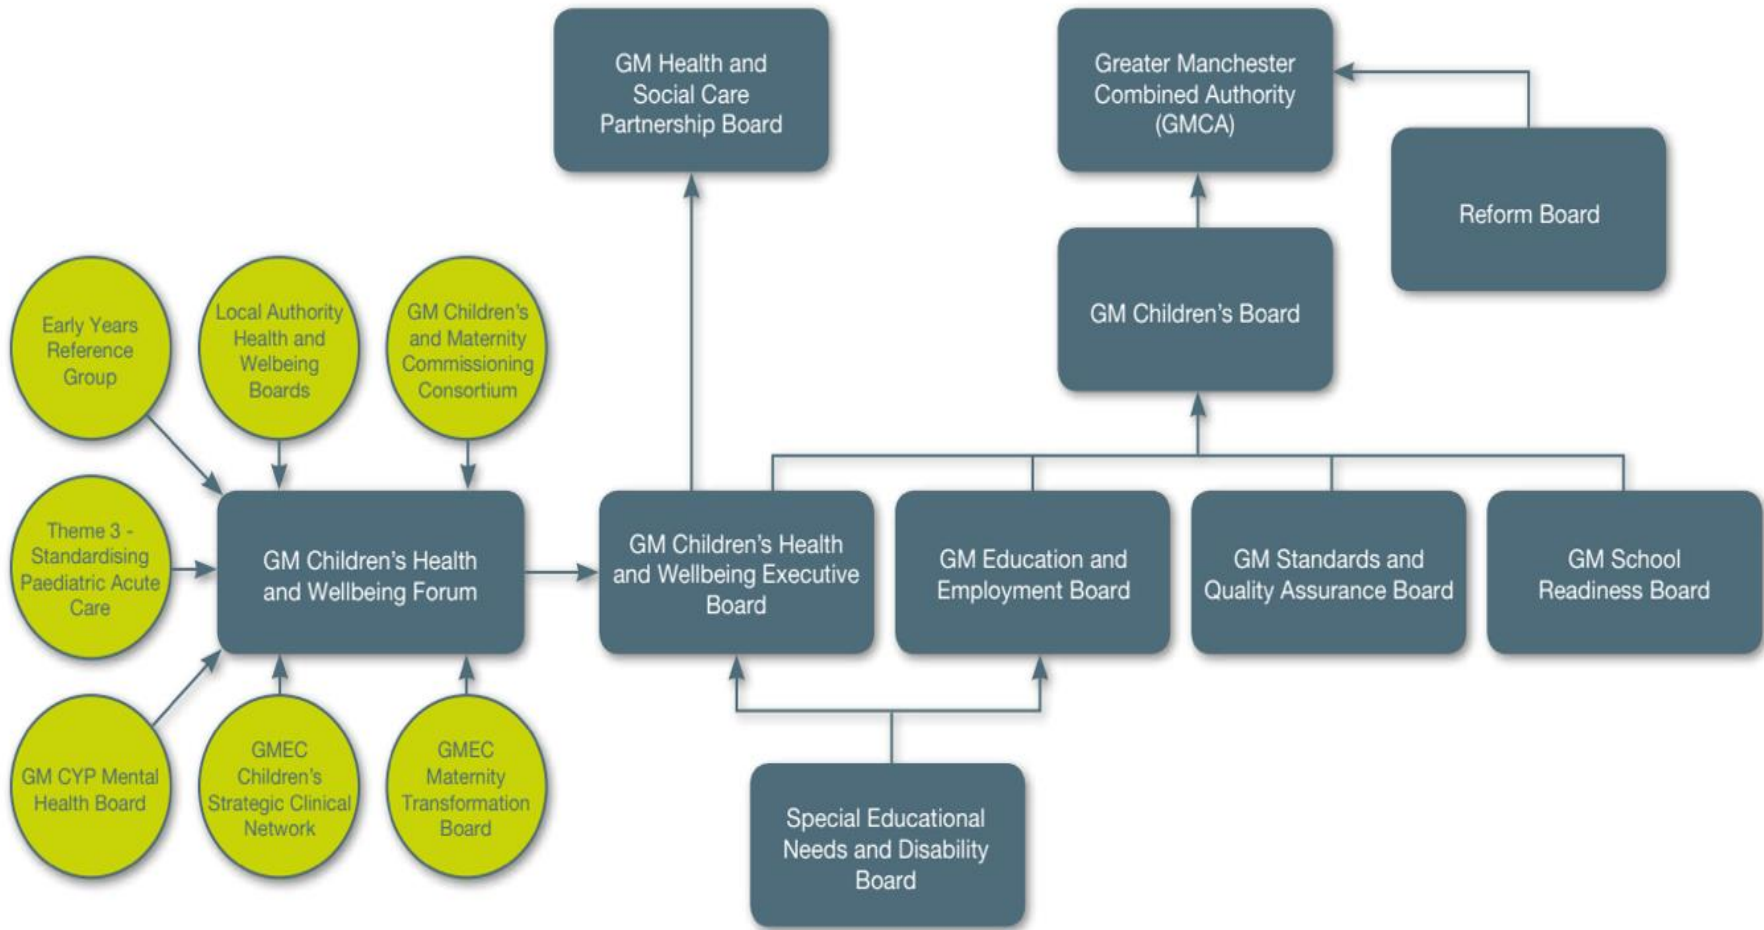 GM Health and
Social Care
Partnership Board
Greater Manchester
Combined Authority
(GMCA)
Reform Board
GM Children's Board
Early Years
Reference
Group
Local Authority
Health and
Welbeing
Boards
GM Children's
and Maternity
Commissioning
Consortium
Theme 3 -
Standardising
Paediatric Acute
Care
GM Children's Health
and Wellbeing Forum
GM Children's Health
and Wellbeing Executive
Board
GM Education and
Employment Board
GM Standards and
Quality Assurance Board
GM School
Readiness Board
GM CYP Mental
Health Board
GMEC
Children's
Strategic Clinical
Network
GMEC
Maternity
Transformation
Board
Special Educational
Needs and Disability
Board